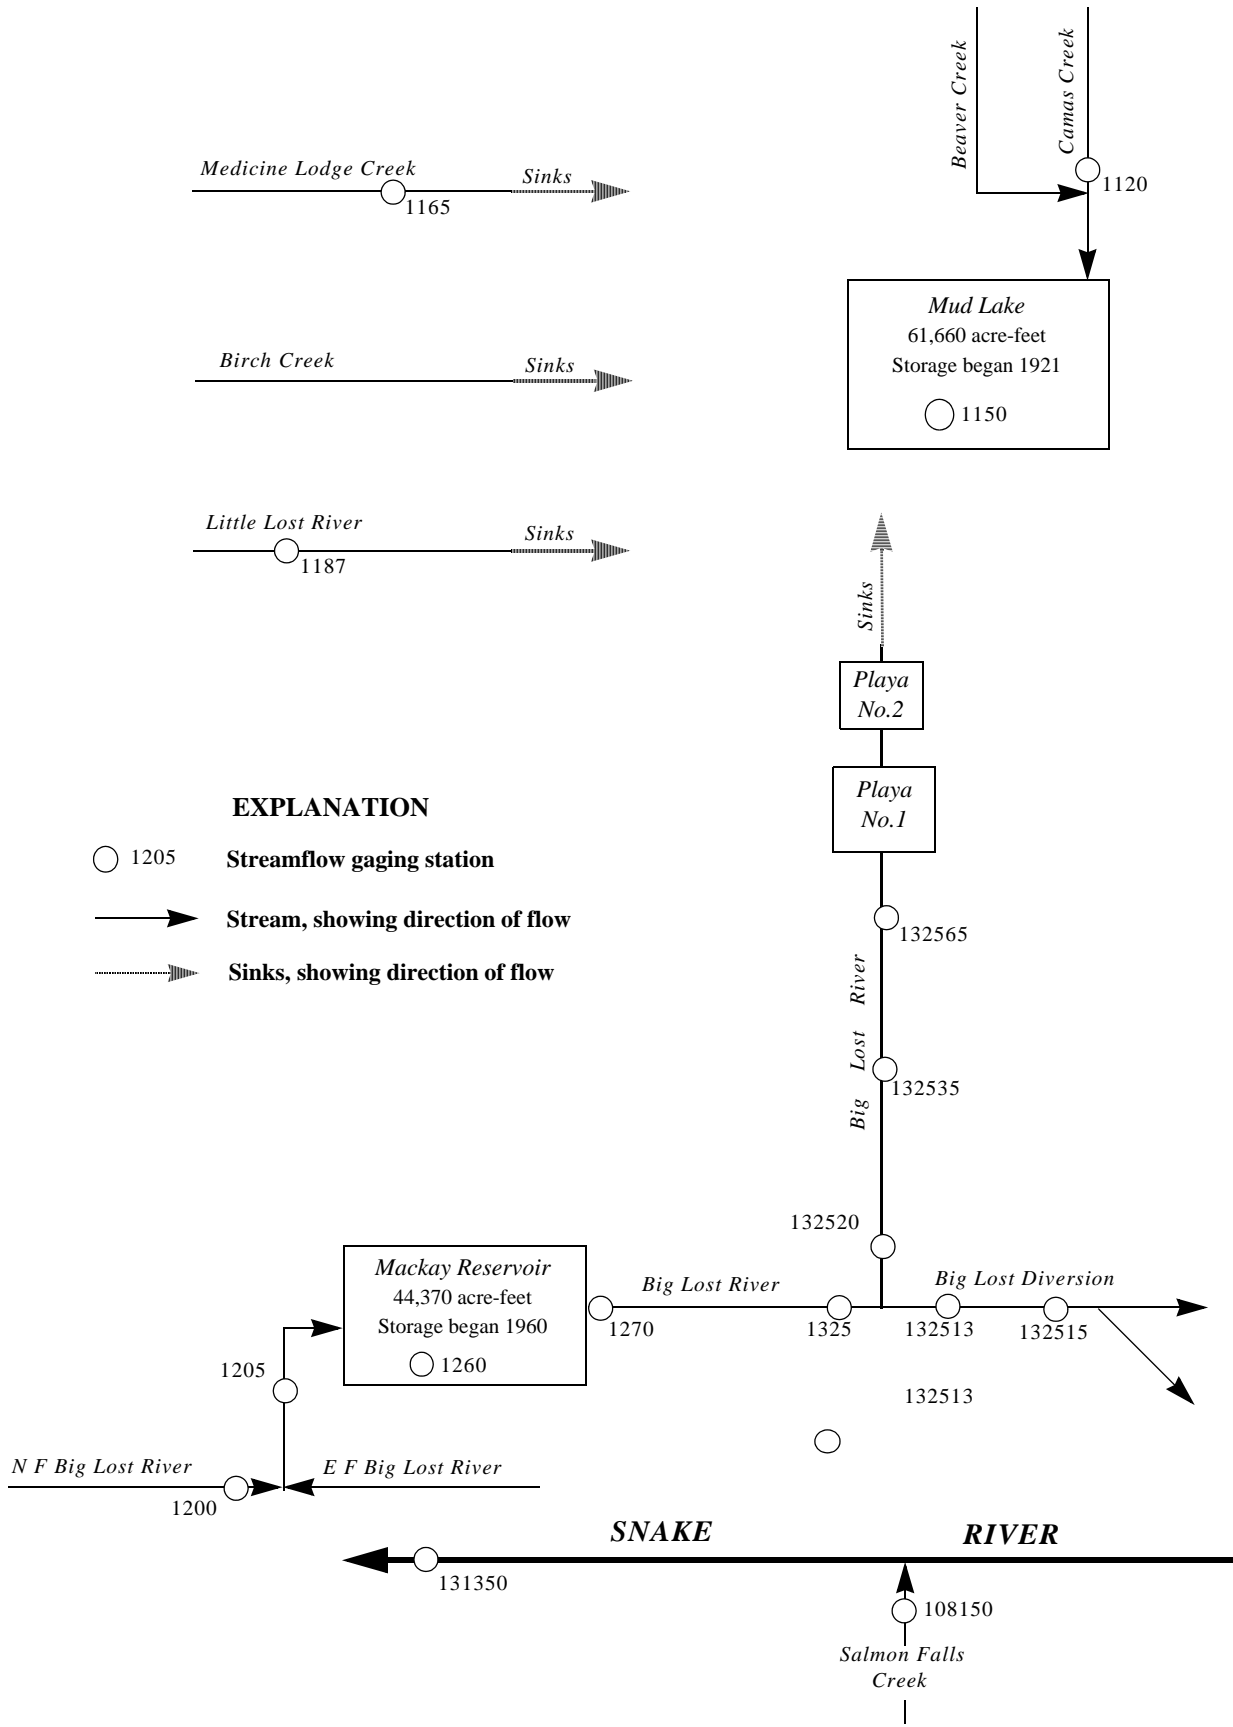 Beaver Creek
Camas Creek
1120
Medicine Lodge Creek
Sinks
1165
Mud Lake
61,660 acre-feet
Storage began 1921
1150
Birch Creek
Sinks
Little Lost River
Sinks
1187
Sinks
Playa
No.2
Playa
No.1
EXPLANATION
1205 Streamflow gaging station
Stream, showing direction of flow
Sinks, showing direction of flow
132565
Big Lost River
132535
132520
Mackay Reservoir
44,370 acre-feet
Storage began 1960
1260
Big Lost River
Big Lost Diversion
1270
1325
132513
132515
1205
132513
N F Big Lost River
E F Big Lost River
1200
SNAKE RIVER
131350
108150
Salmon Falls
Creek